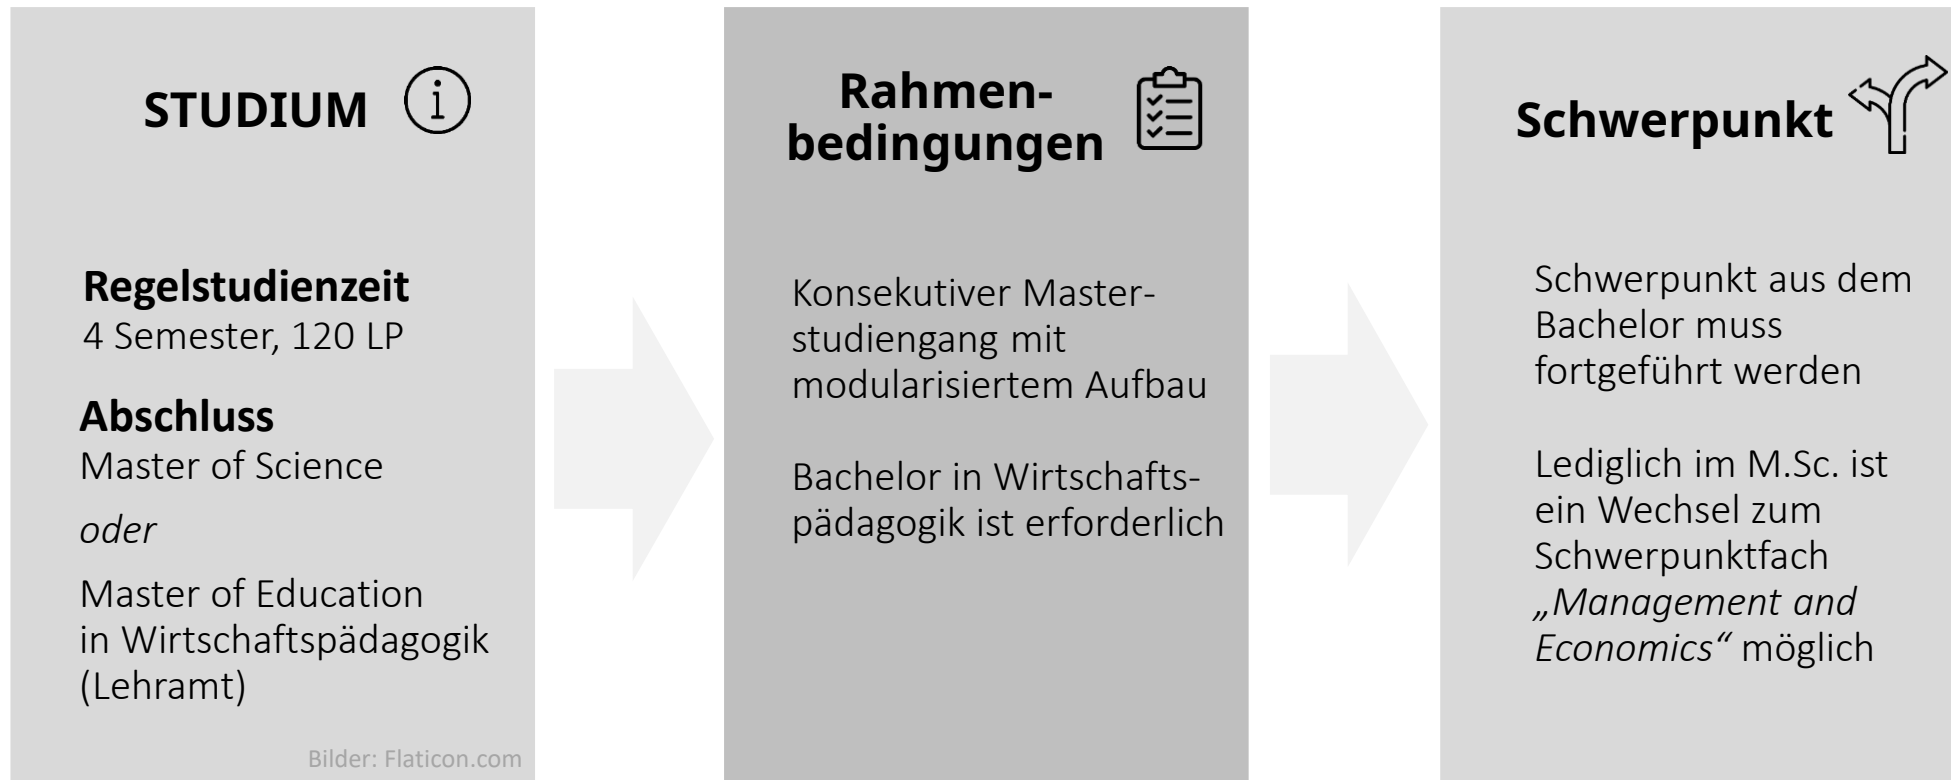 STUDIUM
Regelstudienzeit
4 Semester, 120 LP
Abschluss
Master of Science
oder
Master of Education
in Wirtschaftspädagogik
(Lehramt)
Bilder: Flaticon.com
Rahmen-
bedingungen
Konsekutiver Master-
studiengang mit
modularisiertem Aufbau
Bachelor in Wirtschafts-
pädagogik ist erforderlich
Schwerpunkt
Schwerpunkt aus dem
Bachelor muss
fortgeführt werden
Lediglich im M.Sc. ist
ein Wechsel zum
Schwerpunktfach
„Management and
Economics“ möglich